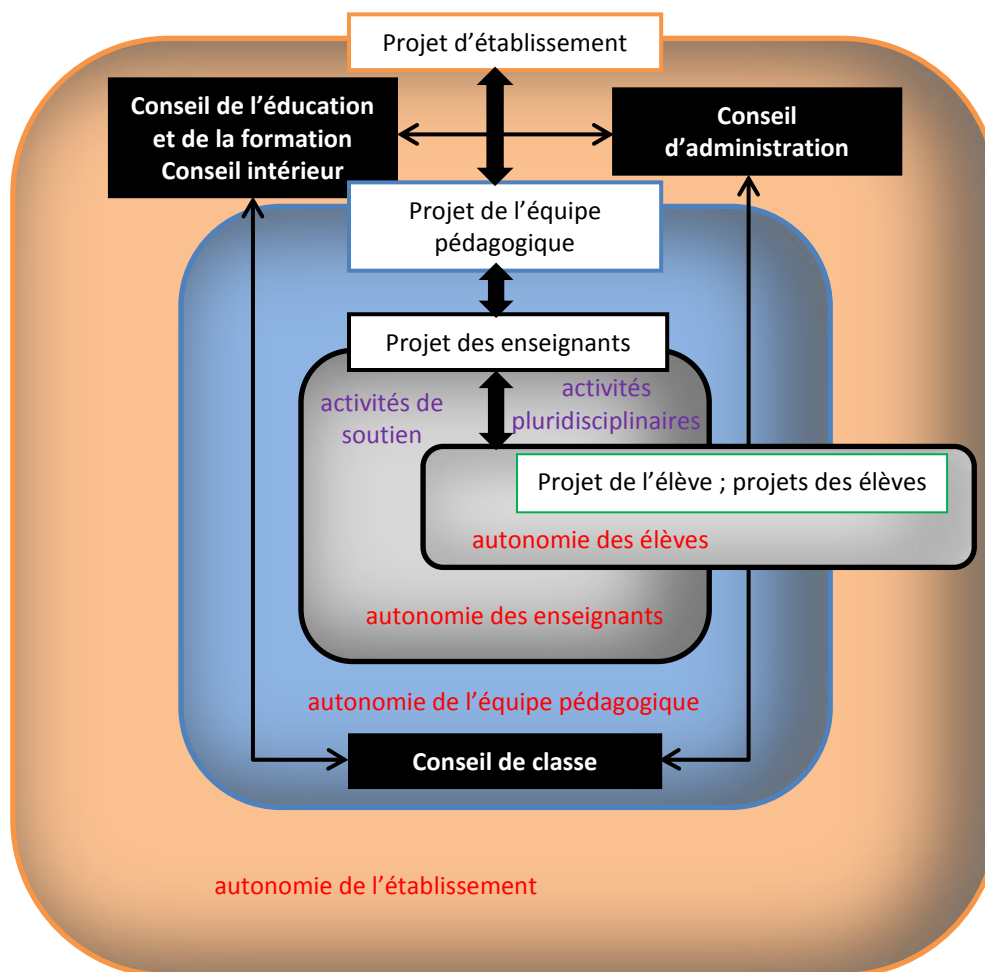 Projet d’établissement
Conseil de l’éducation
et de la formation
Conseil intérieur
Conseil
d’administration
Projet de l’équipe
pédagogique
Projet des enseignants
activités de
soutien
activités
pluridisciplinaires
Projet de l’élève ; projets des élèves
autonomie des élèves
autonomie des enseignants
autonomie de l’équipe pédagogique
Conseil de classe
autonomie de l’établissement